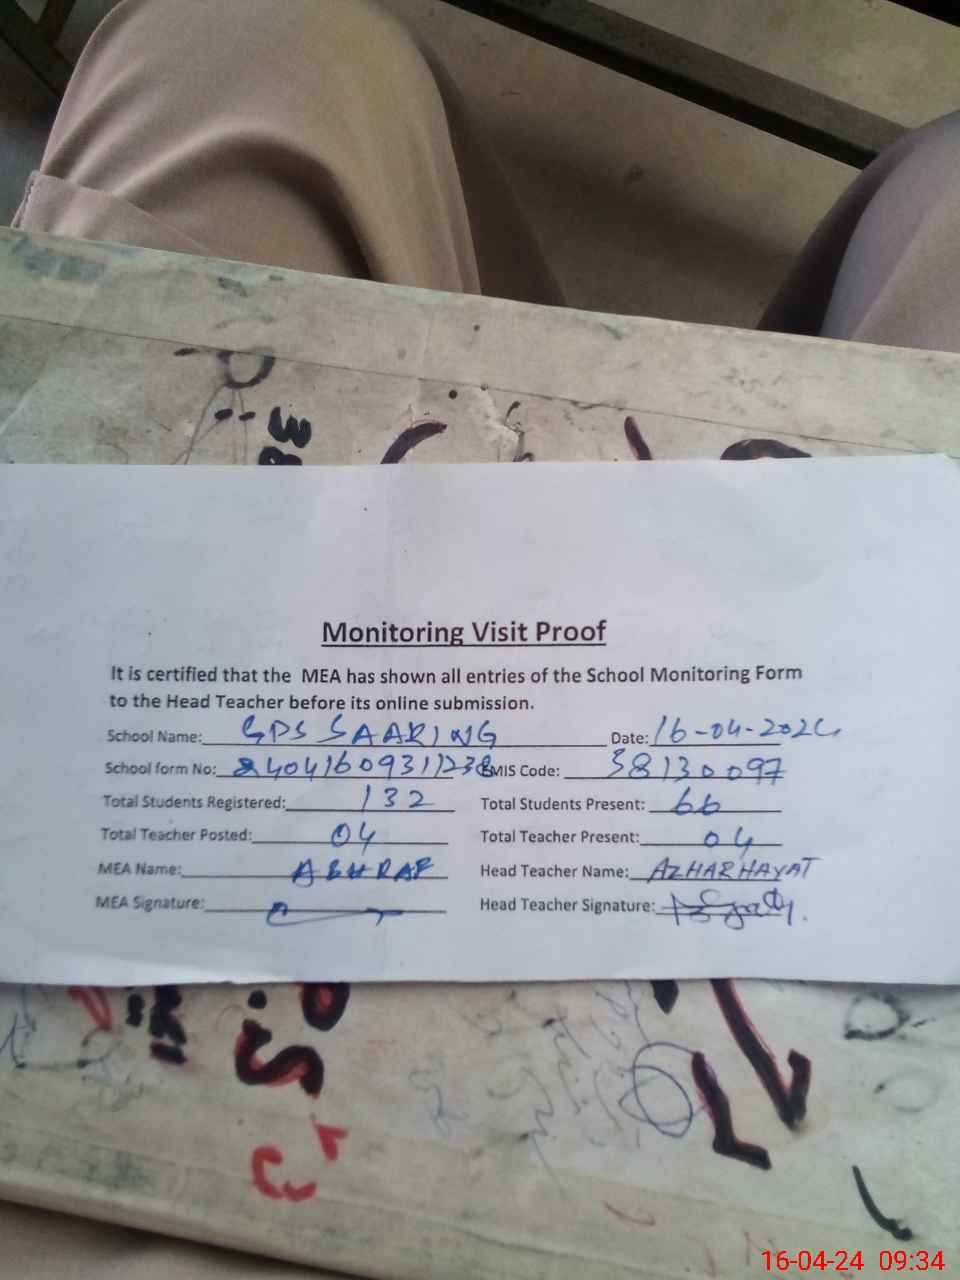 Monitoring Visit Proof
It is certified that the MEA has shown all entries of the School Monitoring Form
to the Head Teacher before its online submission.
School Name: GPS SAARING Date: 16-04-2024
School form No: EMIS Code: 38130097
Total Students Registered: 132 Total Students Present: 66
Total Teacher Posted: 04 Total Teacher Present: 04
MEA Name: ASHRAF Head Teacher Name: AZHAR HAYAT
MEA Signature: Head Teacher Signature:
16-04-24 09:34